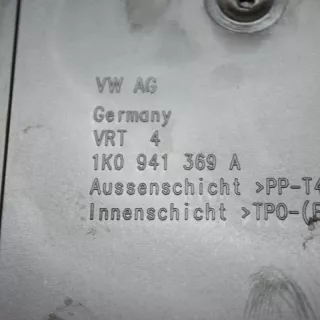 VW AG
Germany
VRT 4
1K0 941 369 A
Aussenschicht >PP-T4
Innenschicht >TPO-(E